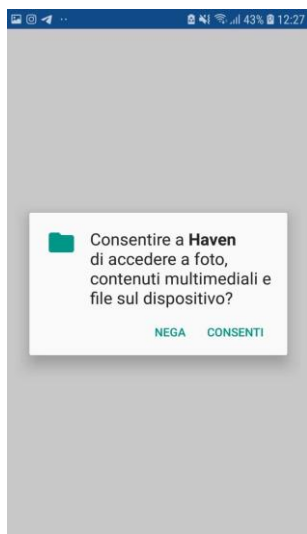 43% 12:27
Consentire a Haven
di accedere a foto,
contenuti multimediali e
file sul dispositivo?
NEGA CONSENTI